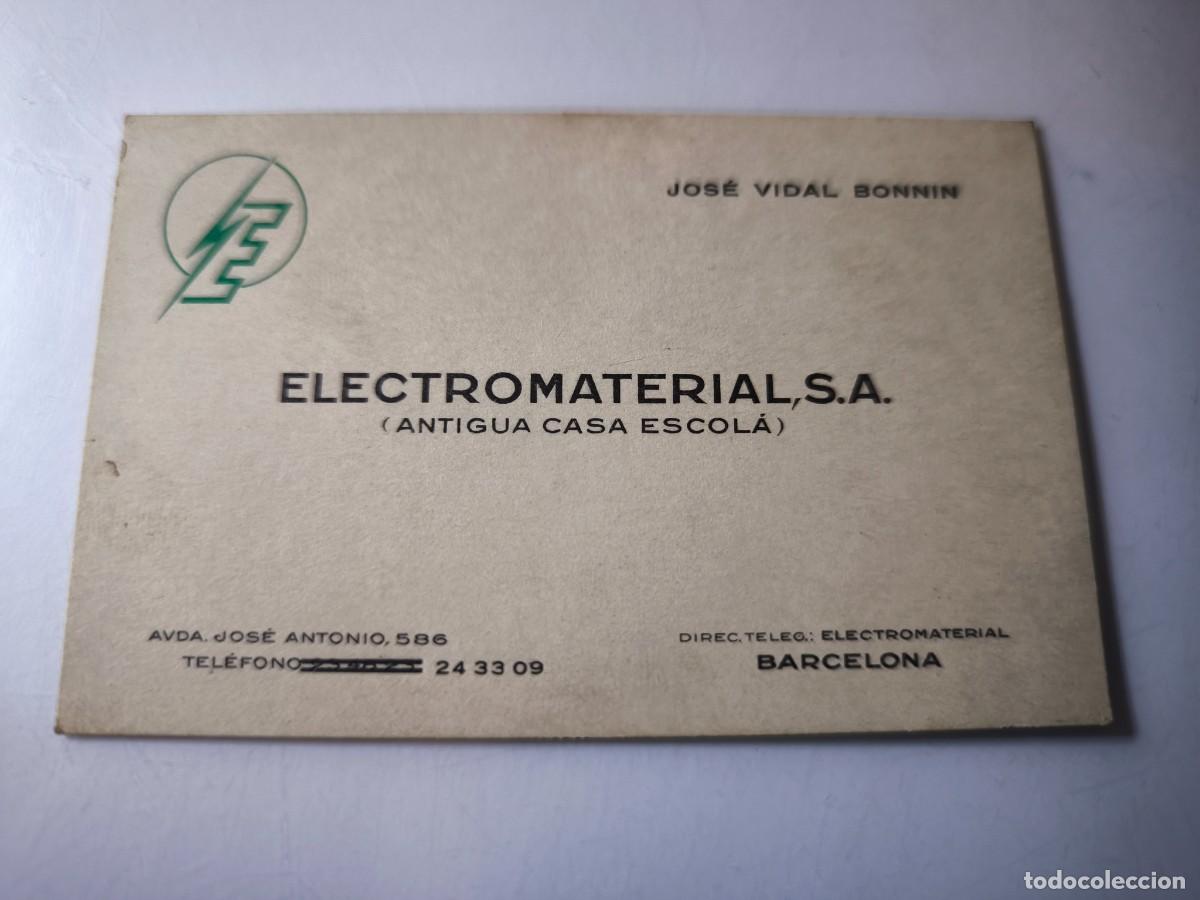 E
JOSÉ VIDAL BONNIN
ELECTROMATERIAL, S.A.
(ANTIGUA CASA ESCOLÁ)
AVDA. JOSÉ ANTONIO, 586
TELÉFONO 24 33 09
DIREC. TELEG.: ELECTROMATERIAL
BARCELONA
todocoleccion